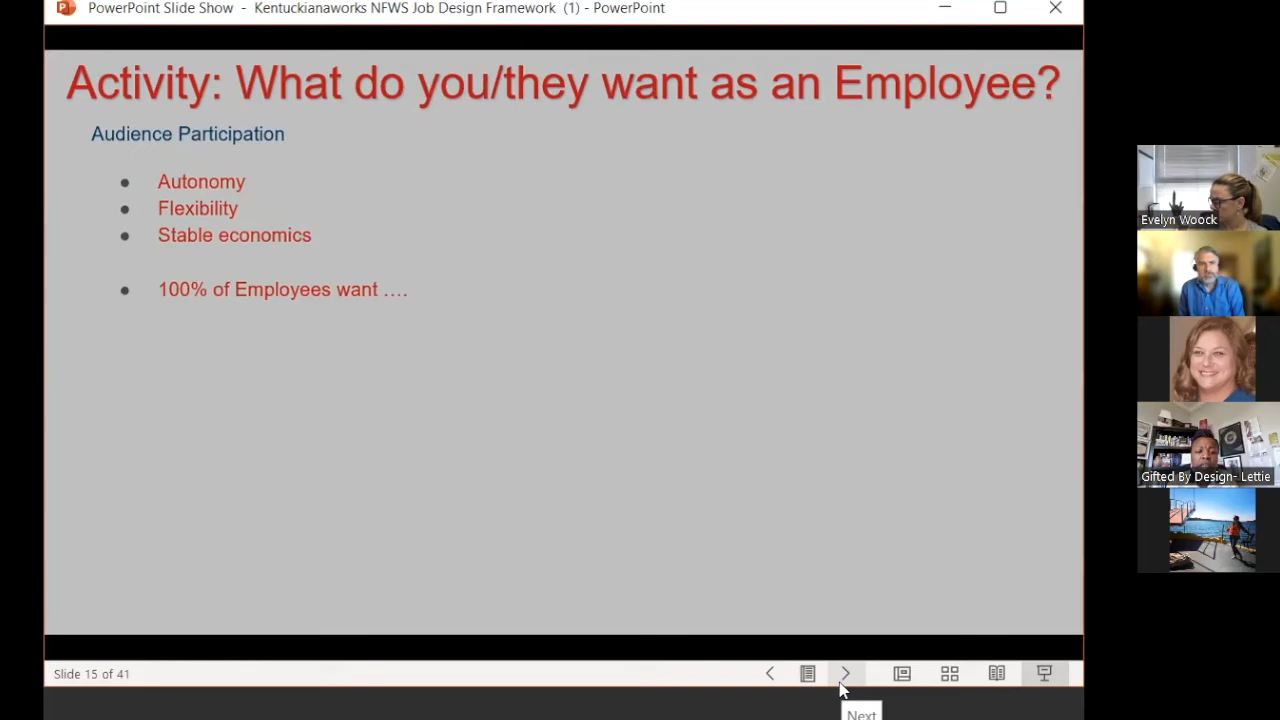 PowerPoint Slide Show - Kentuckianaworks NFWS Job Design Framework (1) - PowerPoint
Activity: What do you/they want as an Employee?
Audience Participation
Autonomy
Flexibility
Stable economics
100% of Employees want ....
Evelyn Woock
Gifted By Design- Lettie
Slide 15 of 41
Next